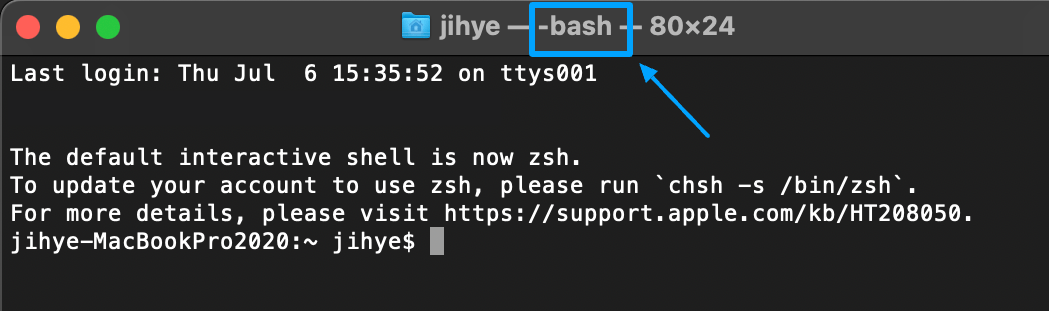 jihye — -bash — 80×24
Last login: Thu Jul  6 15:35:52 on ttys001
The default interactive shell is now zsh.
To update your account to use zsh, please run `chsh -s /bin/zsh`.
For more details, please visit https://support.apple.com/kb/HT208050.
jihye-MacBookPro2020:~ jihye$